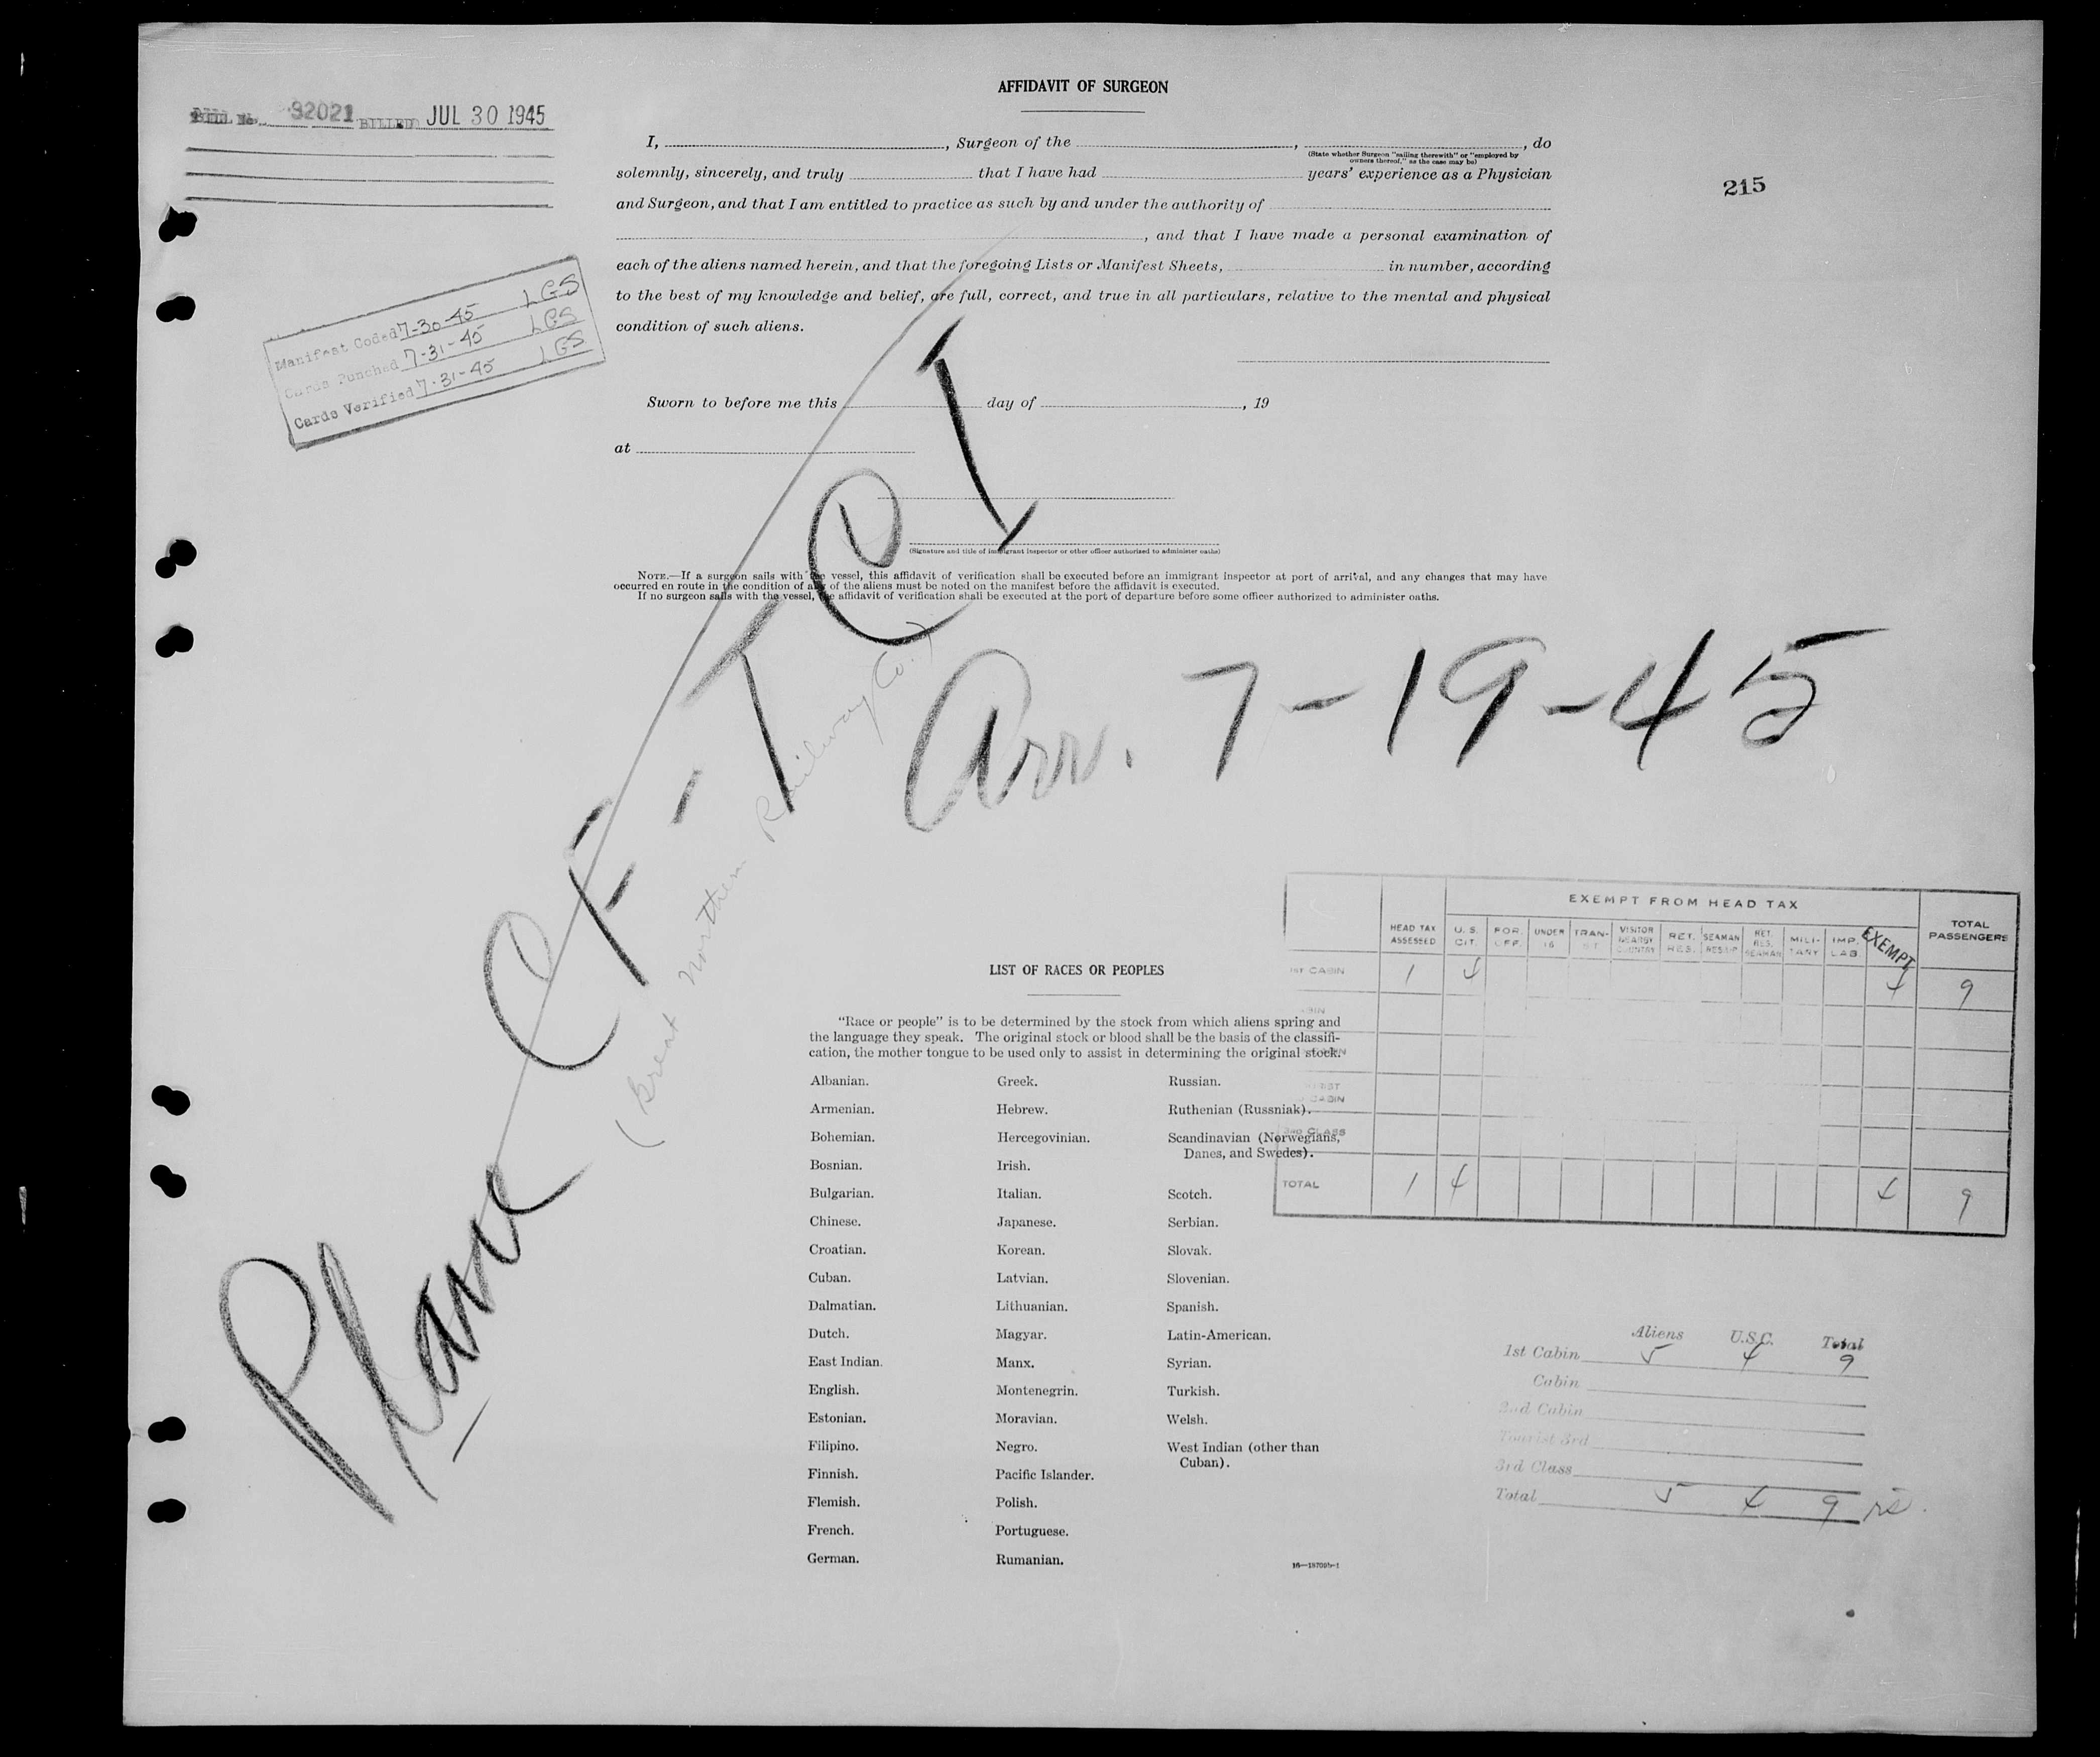 AFFIDAVIT OF SURGEON
92021 BILLED JUL 30 1945
I, , Surgeon of the , , do
(State whether Surgeon "sailing therewith" or "employed by
owners thereof," as the case may be)
solemnly, sincerely, and truly that I have had years' experience as a Physician
215
and Surgeon, and that I am entitled to practice as such by and under the authority of
, and that I have made a personal examination of
each of the aliens named herein, and that the foregoing Lists or Manifest Sheets, in number, according
to the best of my knowledge and belief, are full, correct, and true in all particulars, relative to the mental and physical
condition of such aliens.
Manifest Coded 7-30-45 LGS
Cards Punched 7-31-45 LGS
Cards Verified 7-31-45 LGS
Sworn to before me this day of , 19
at
(Signature and title of immigrant inspector or other officer authorized to administer oaths)
NOTE.—If a surgeon sails with the vessel, this affidavit of verification shall be executed before an immigrant inspector at port of arrival, and any changes that may have
occurred en route in the condition of any of the aliens must be noted on the manifest before the affidavit is executed.
If no surgeon sails with the vessel, the affidavit of verification shall be executed at the port of departure before some officer authorized to administer oaths.
Plane CF-TCI
(Great Northern Railway Co.)
Arr. 7-19-45
EXEMPT FROM HEAD TAX
HEAD TAX ASSESSED U.S. CIT. FOR. OFF. UNDER 16 TRANSIT VISITOR NEARBY COUNTRY RET. RES. SEAMAN RET. RES. SEAMAN MILITARY IMP. LAB. EXEMPT TOTAL PASSENGERS
1ST CABIN 1 4 4 9
CABIN
CABIN
CABIN
3RD CLASS
TOTAL 1 4 4 9
LIST OF RACES OR PEOPLES
"Race or people" is to be determined by the stock from which aliens spring and
the language they speak. The original stock or blood shall be the basis of the classifi-
cation, the mother tongue to be used only to assist in determining the original stock.
Albanian. Greek. Russian.
Armenian. Hebrew. Ruthenian (Russniak).
Bohemian. Hercegovinian. Scandinavian (Norwegians,
Danes, and Swedes).
Bosnian. Irish.
Bulgarian. Italian. Scotch.
Chinese. Japanese. Serbian.
Croatian. Korean. Slovak.
Cuban. Latvian. Slovenian.
Dalmatian. Lithuanian. Spanish.
Dutch. Magyar. Latin-American.
East Indian. Manx. Syrian.
English. Montenegrin. Turkish.
Estonian. Moravian. Welsh.
Filipino. Negro. West Indian (other than
Cuban).
Finnish. Pacific Islander.
Flemish. Polish.
French. Portuguese.
German. Rumanian.
Aliens U.S.C. Total
1st Cabin 5 4 9
Cabin
2nd Cabin
Tourist 3rd
3rd Class
Total 5 4 9